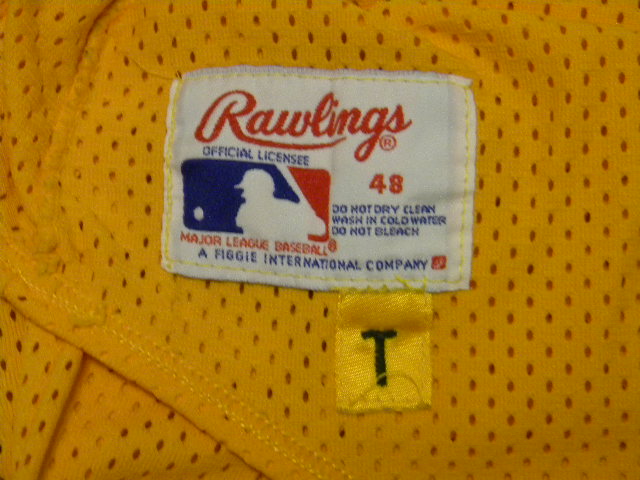 Rawlings®
OFFICIAL LICENSEE
48
DO NOT DRY CLEAN
WASH IN COLD WATER
DO NOT BLEACH
MAJOR LEAGUE BASEBALL®
A FIGGIE INTERNATIONAL COMPANY
T